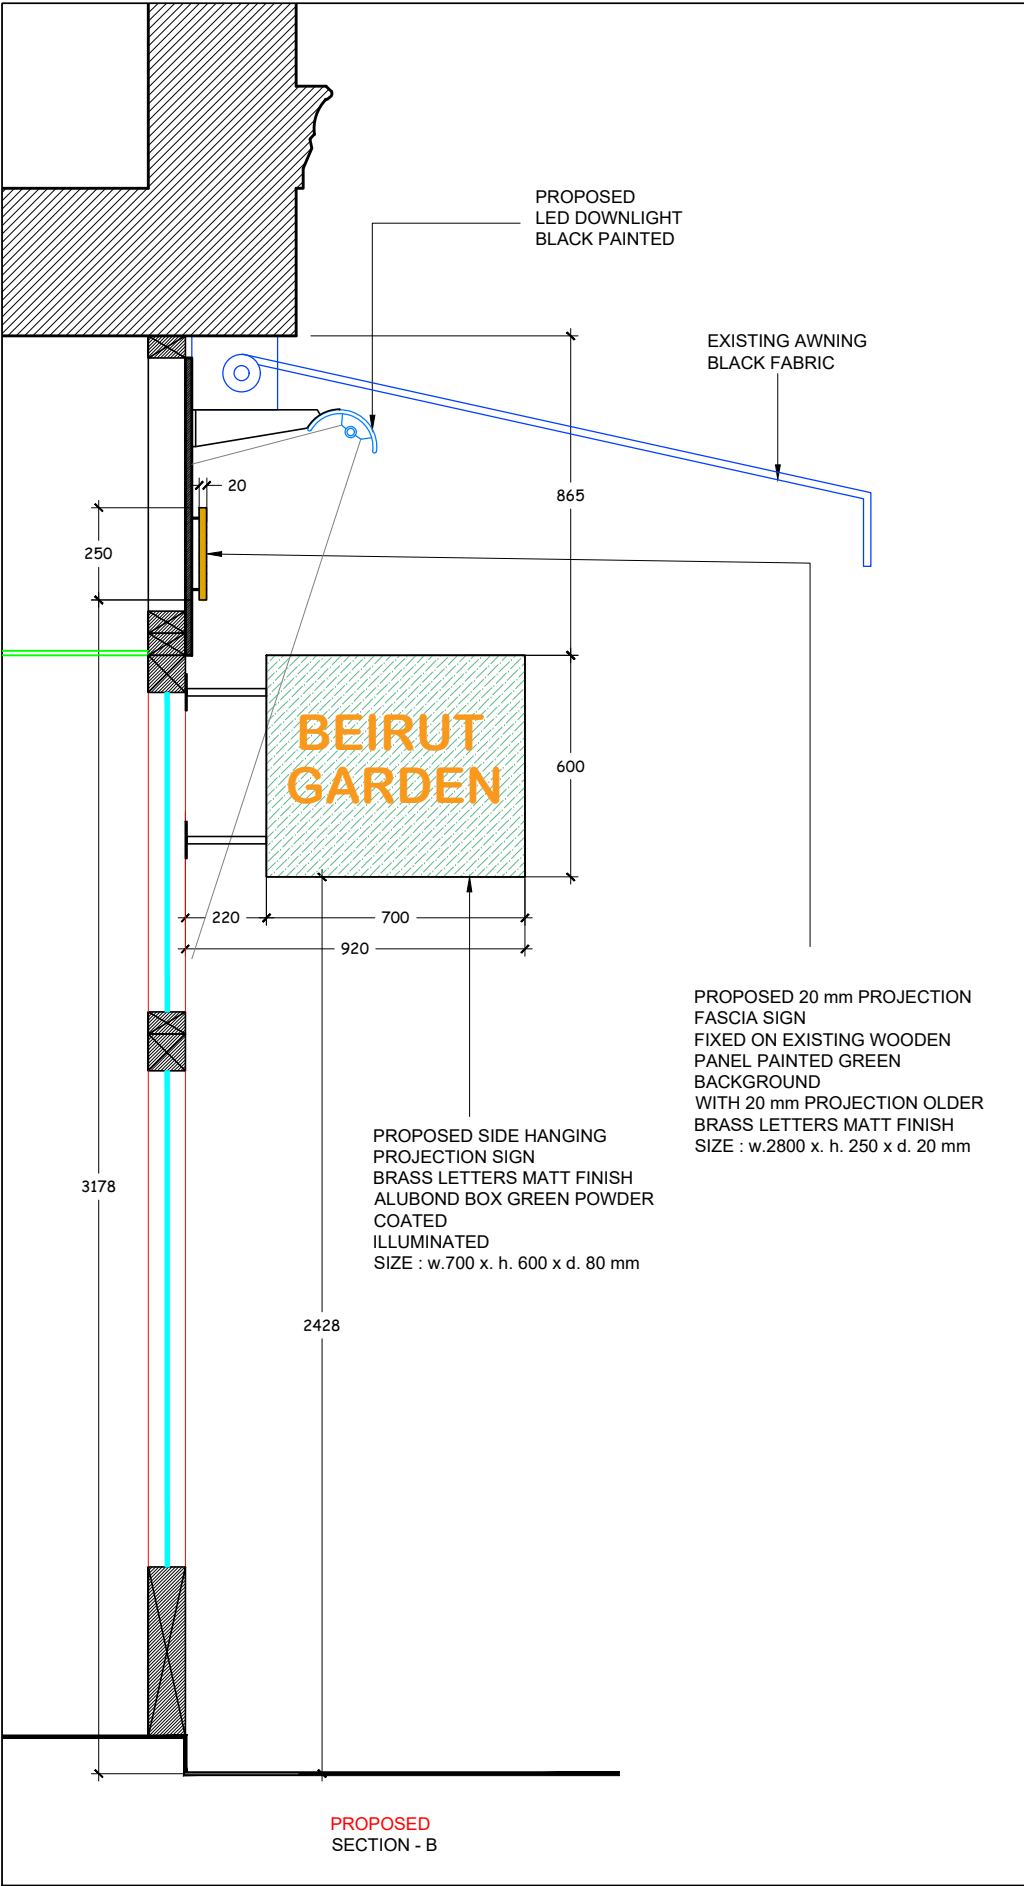 PROPOSED
LED DOWNLIGHT
BLACK PAINTED
EXISTING AWNING
BLACK FABRIC
20
865
250
BEIRUT
GARDEN
600
220
700
920
PROPOSED 20 mm PROJECTION
FASCIA SIGN
FIXED ON EXISTING WOODEN
PANEL PAINTED GREEN
BACKGROUND
WITH 20 mm PROJECTION OLDER
BRASS LETTERS MATT FINISH
SIZE : w.2800 x. h. 250 x d. 20 mm
PROPOSED SIDE HANGING
PROJECTION SIGN
BRASS LETTERS MATT FINISH
ALUBOND BOX GREEN POWDER
COATED
ILLUMINATED
SIZE : w.700 x. h. 600 x d. 80 mm
3178
2428
PROPOSED
SECTION - B